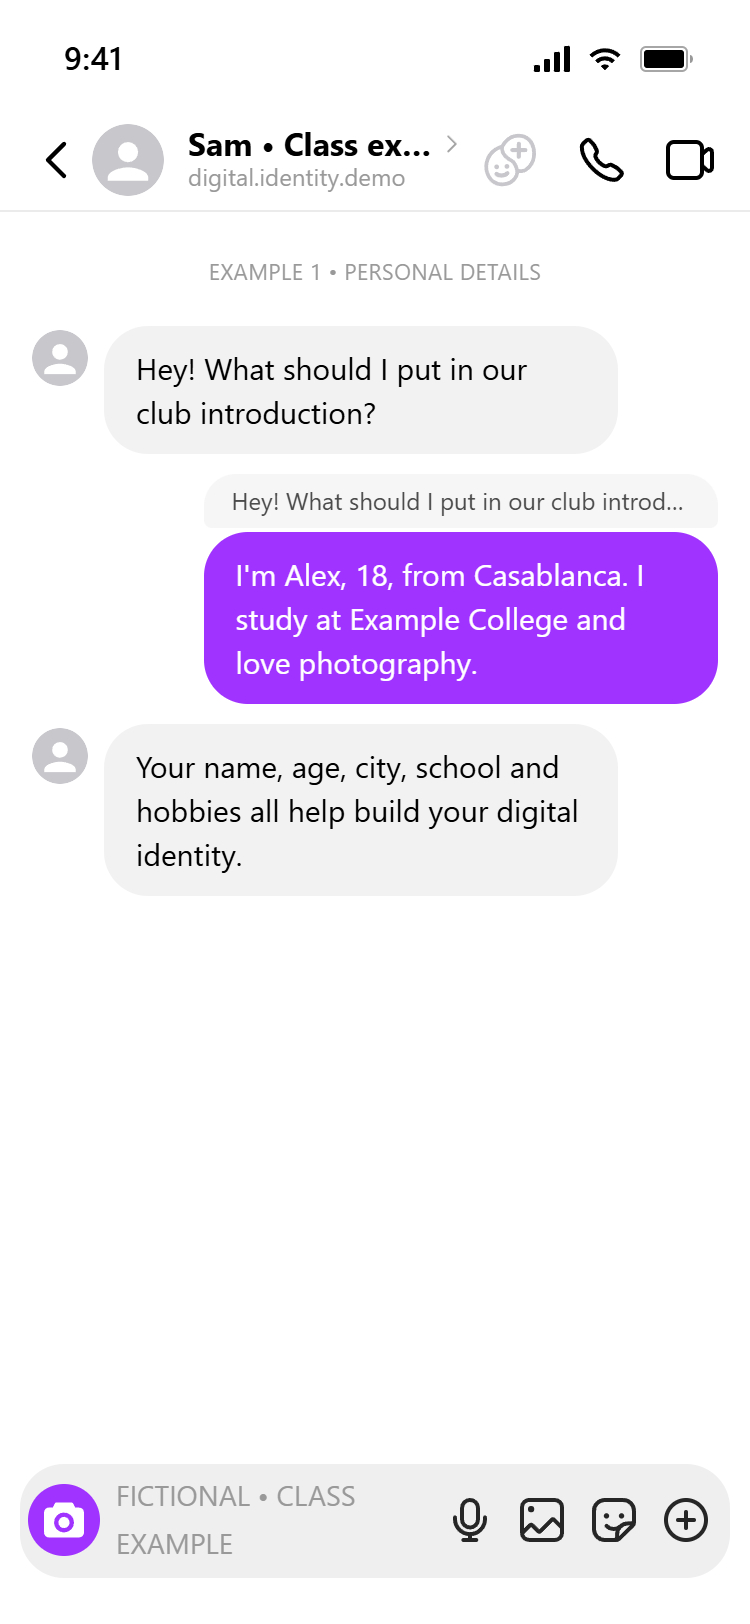 9:41
Sam • Class ex...
digital.identity.demo
EXAMPLE 1 • PERSONAL DETAILS
Hey! What should I put in our
club introduction?
Hey! What should I put in our club introd...
I'm Alex, 18, from Casablanca. I
study at Example College and
love photography.
Your name, age, city, school and
hobbies all help build your digital
identity.
FICTIONAL • CLASS
EXAMPLE